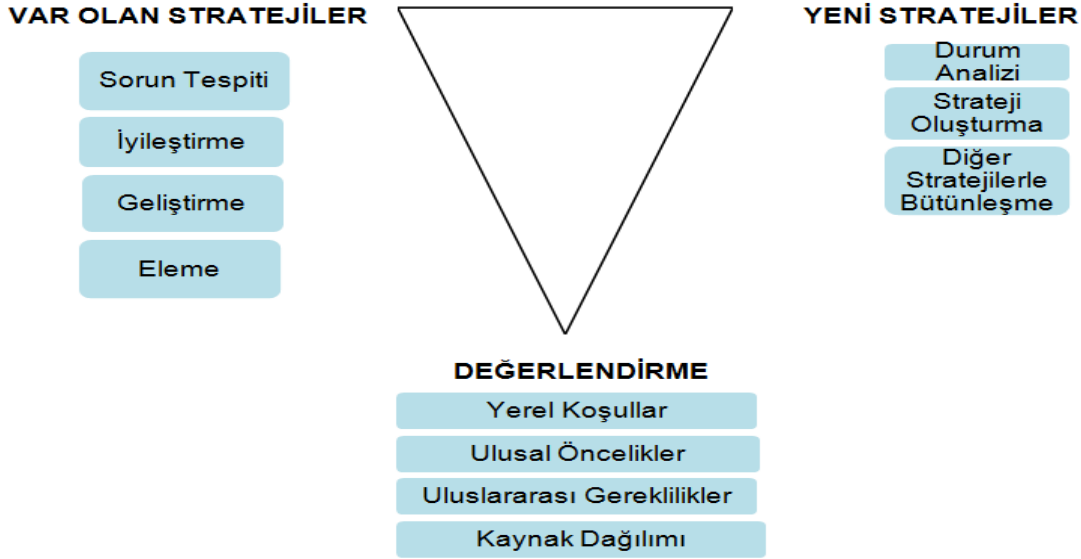 VAR OLAN STRATEJİLER
Sorun Tespiti
İyileştirme
Geliştirme
Eleme
YENİ STRATEJİLER
Durum
Analizi
Strateji
Oluşturma
Diğer
Stratejilerle
Bütünleşme
DEĞERLENDİRME
Yerel Koşullar
Ulusal Öncelikler
Uluslararası Gereklilikler
Kaynak Dağılımı